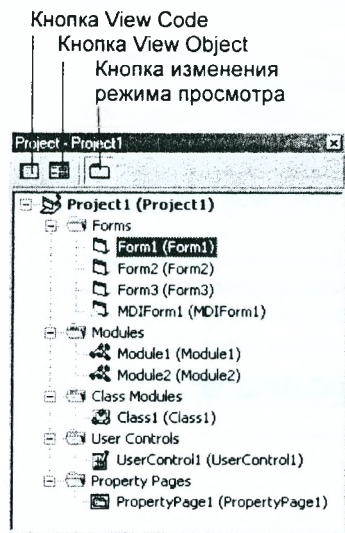 Кнопка View Code
Кнопка View Object
Кнопка изменения
режима просмотра
Project - Project1
Project1 (Project1)
Forms
Form1 (Form1)
Form2 (Form2)
Form3 (Form3)
MDIForm1 (MDIForm1)
Modules
Module1 (Module1)
Module2 (Module2)
Class Modules
Class1 (Class1)
User Controls
UserControl1 (UserControl1)
Property Pages
PropertyPage1 (PropertyPage1)